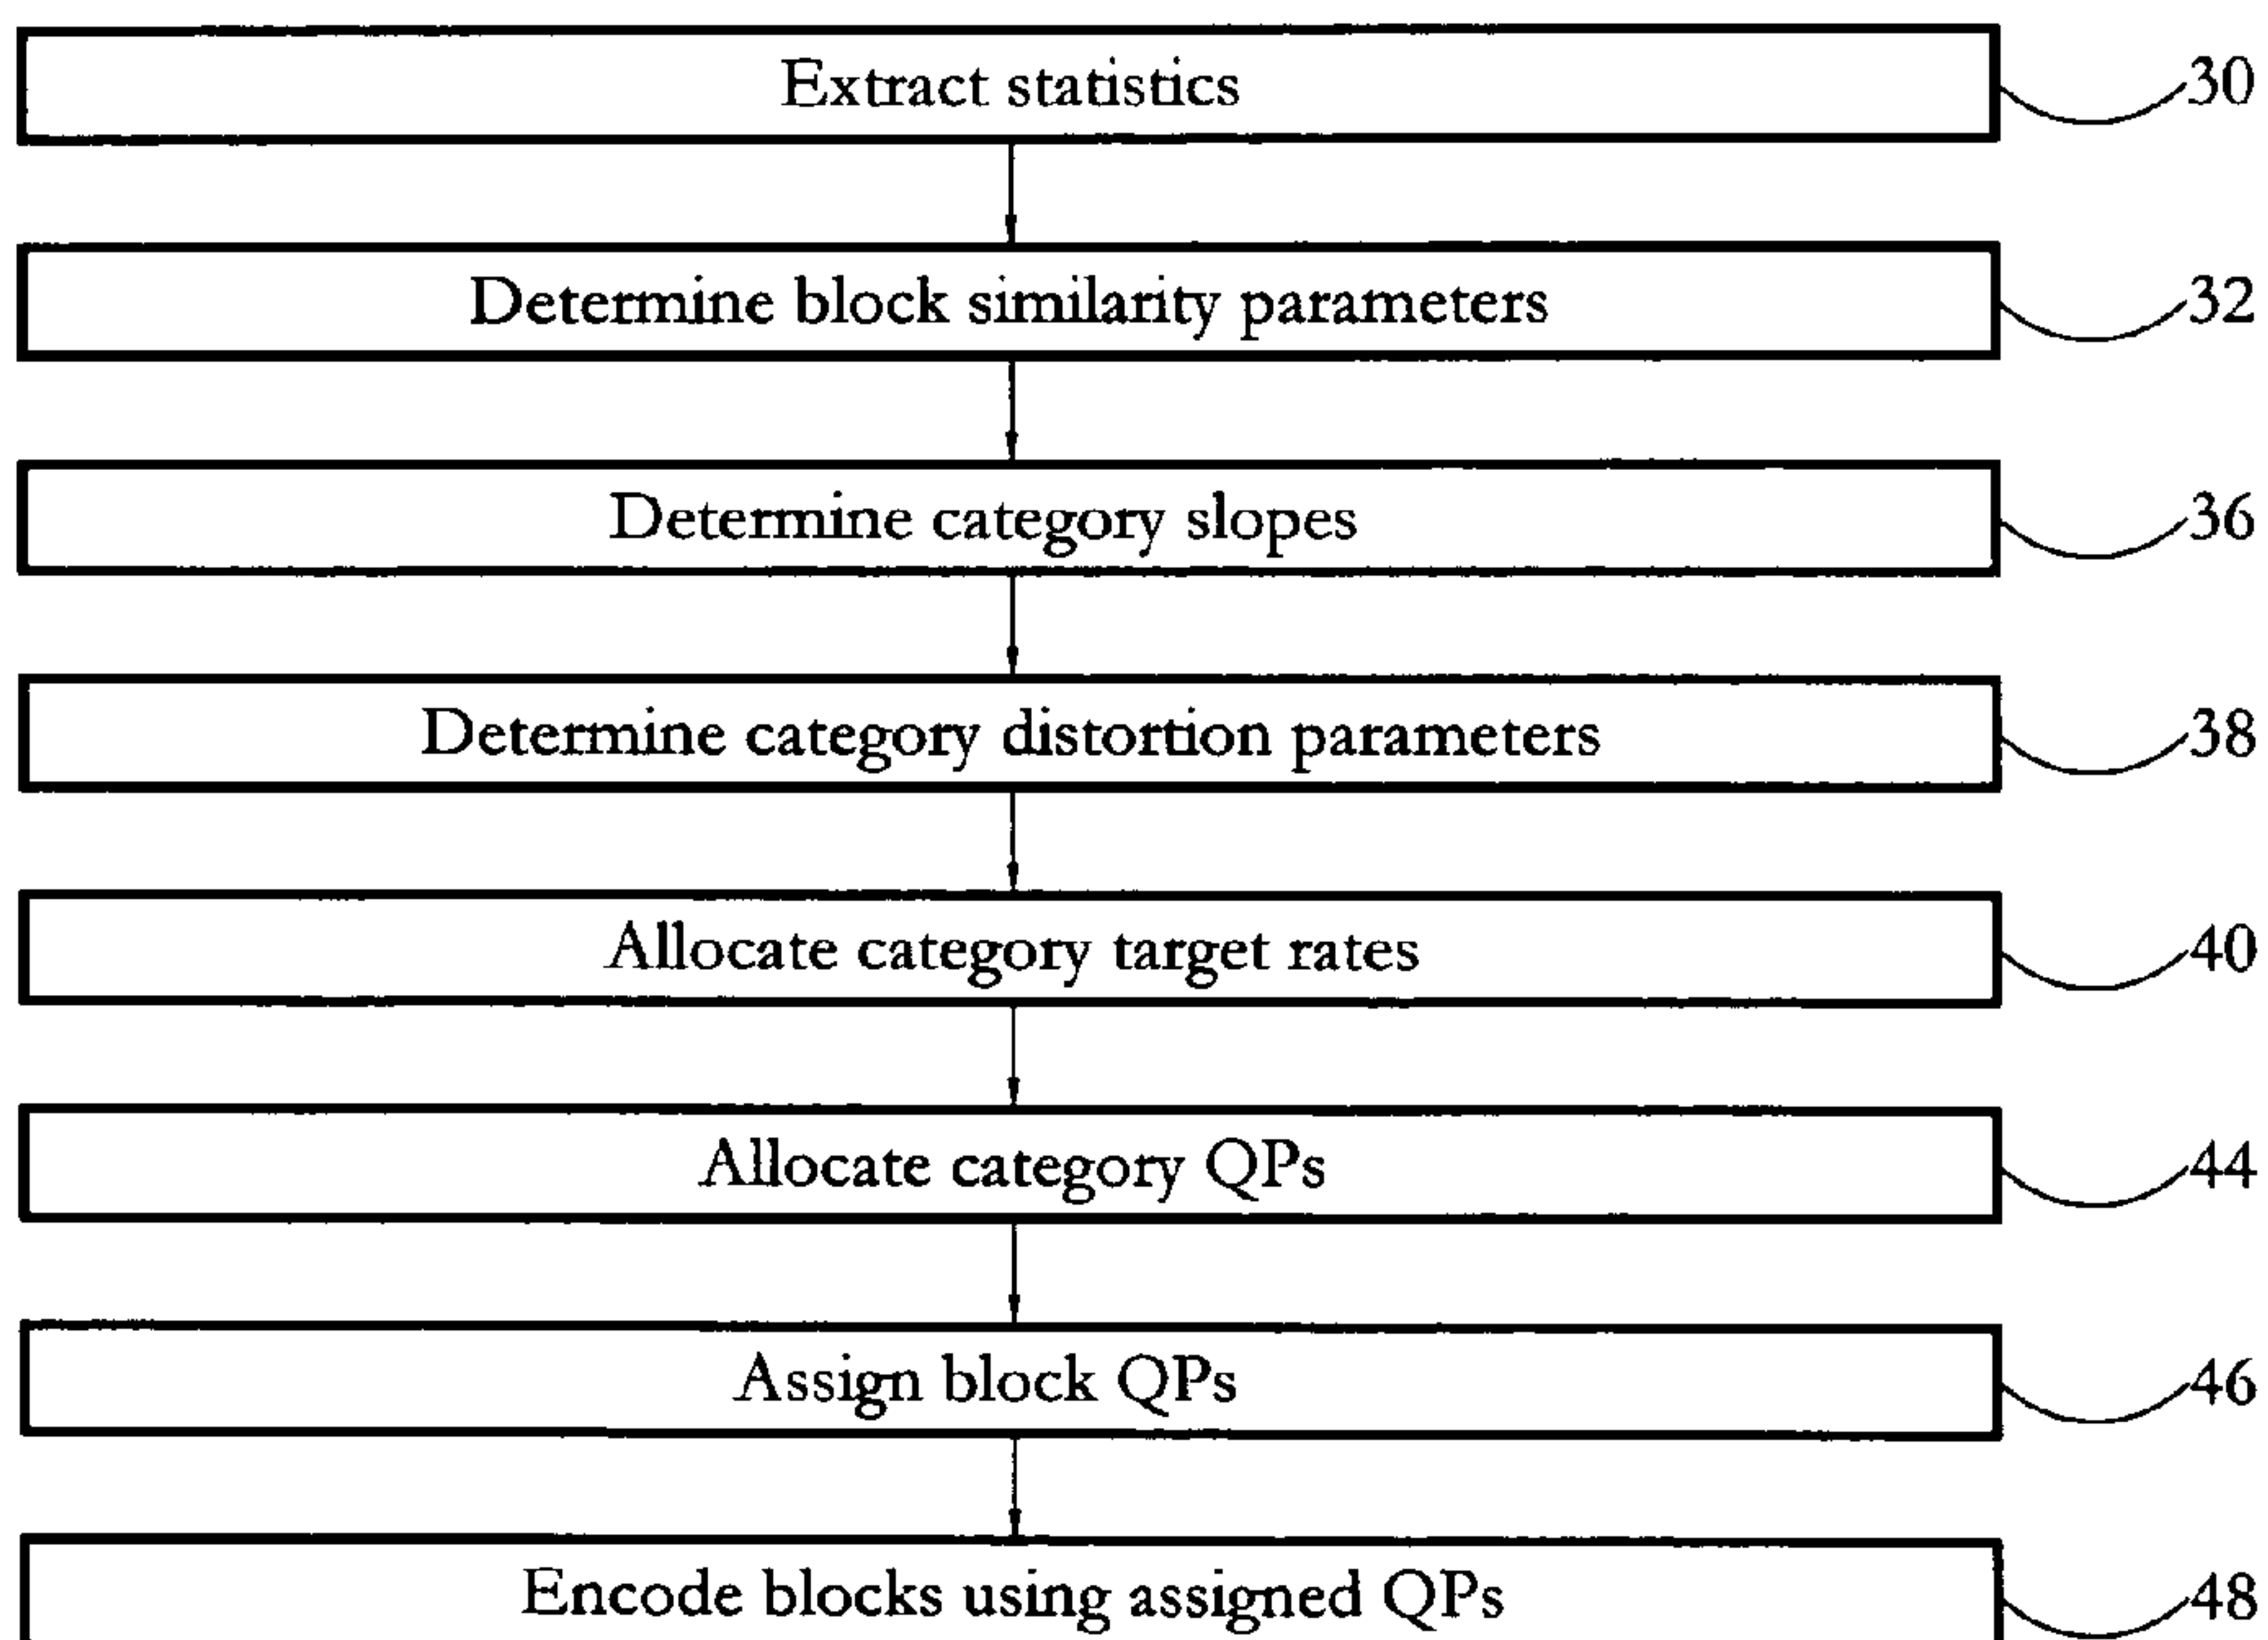 Extract statistics 30
Determine block similarity parameters 32
Determine category slopes 36
Determine category distortion parameters 38
Allocate category target rates 40
Allocate category QPs 44
Assign block QPs 46
Encode blocks using assigned QPs 48